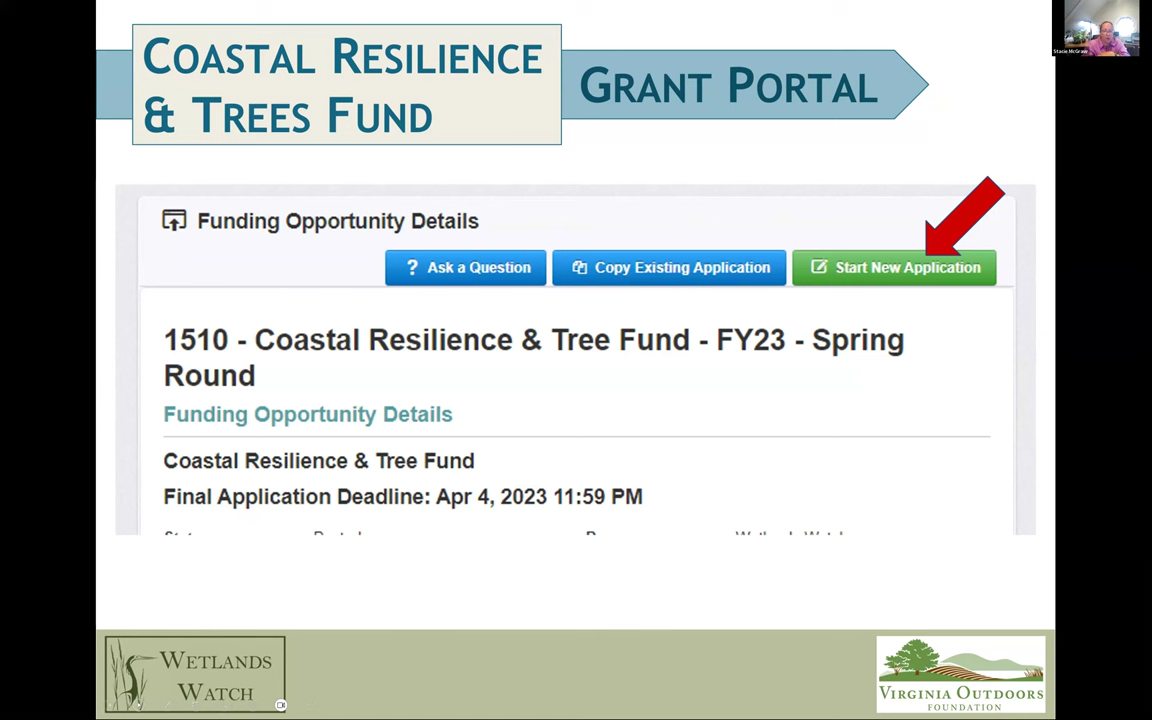 COASTAL RESILIENCE
& TREES FUND
GRANT PORTAL
Stacie McGraw
Funding Opportunity Details
? Ask a Question
Copy Existing Application
Start New Application
1510 - Coastal Resilience & Tree Fund - FY23 - Spring
Round
Funding Opportunity Details
Coastal Resilience & Tree Fund
Final Application Deadline: Apr 4, 2023 11:59 PM
WETLANDS
WATCH
VIRGINIA OUTDOORS
FOUNDATION